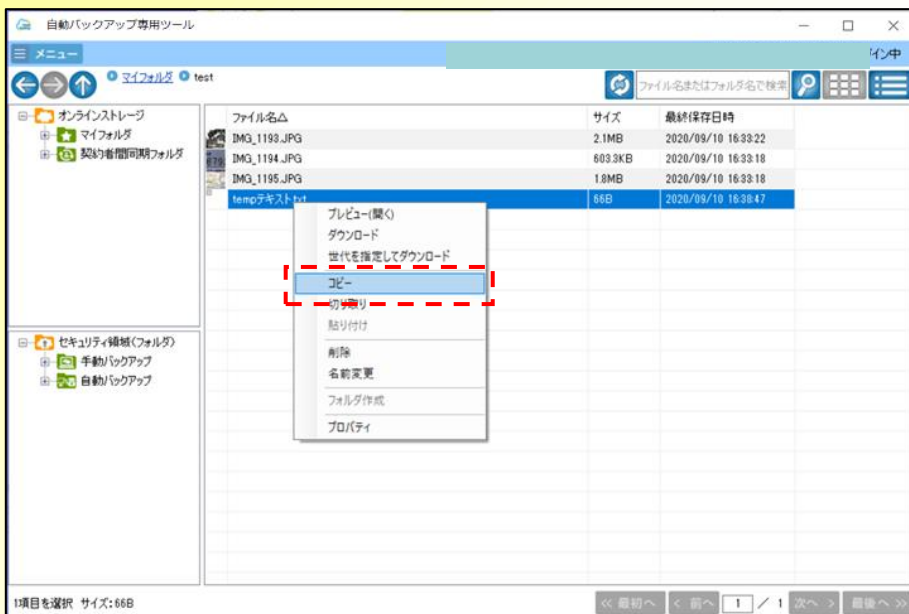 自動バックアップ専用ツール
メニュー
イン中
マイフォルダ test
ファイル名またはフォルダ名で検索
オンラインストレージ
マイフォルダ
契約者間同期フォルダ
セキュリティ領域(フォルダ)
手動バックアップ
自動バックアップ
ファイル名△ サイズ 最終保存日時
IMG_1193.JPG 2.1MB 2020/09/10 16:33:22
IMG_1194.JPG 603.3KB 2020/09/10 16:33:18
IMG_1195.JPG 1.8MB 2020/09/10 16:33:18
tempテキスト.txt 66B 2020/09/10 16:38:47
プレビュー(開く)
ダウンロード
世代を指定してダウンロード
コピー
切り取り
貼り付け
削除
名前変更
フォルダ作成
プロパティ
1項目を選択 サイズ:66B
<< 最初へ < 前へ 1 / 1 次へ > 最後へ >>